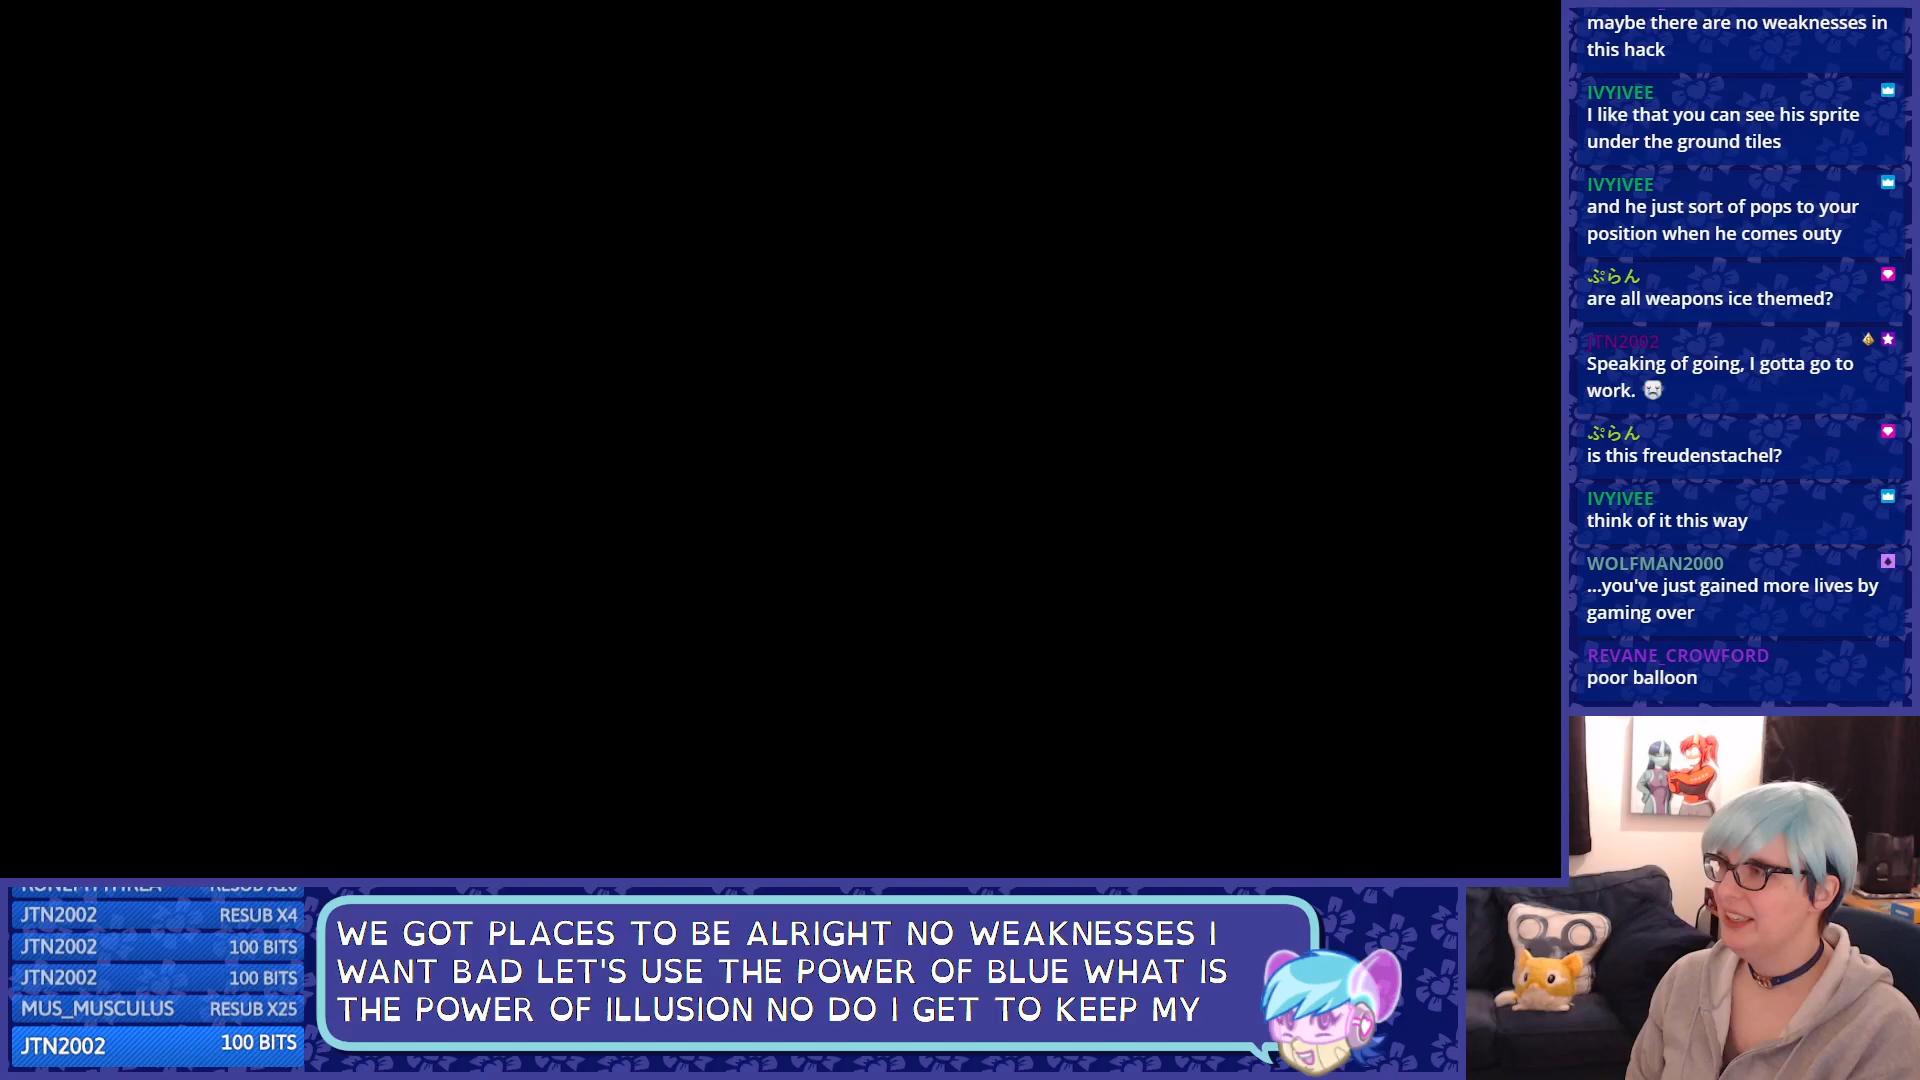 maybe there are no weaknesses in
this hack
IVYIVEE
I like that you can see his sprite
under the ground tiles
IVYIVEE
and he just sort of pops to your
position when he comes outy
ぷらん
are all weapons ice themed?
JTN2002
Speaking of going, I gotta go to
work.
ぷらん
is this freudenstachel?
IVYIVEE
think of it this way
WOLFMAN2000
...you've just gained more lives by
gaming over
REVANE_CROWFORD
poor balloon
RESUB X10
JTN2002 RESUB X4
JTN2002 100 BITS
JTN2002 100 BITS
MUS_MUSCULUS RESUB X25
JTN2002 100 BITS
WE GOT PLACES TO BE ALRIGHT NO WEAKNESSES I
WANT BAD LET'S USE THE POWER OF BLUE WHAT IS
THE POWER OF ILLUSION NO DO I GET TO KEEP MY